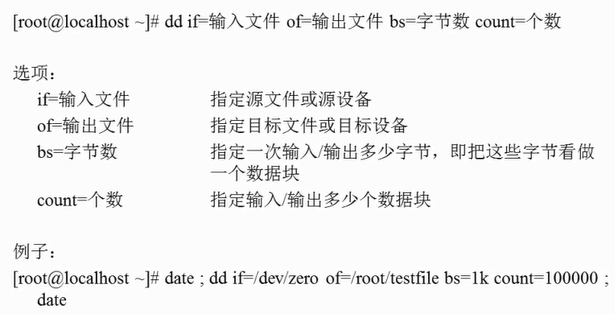 [root@localhost ~]# dd if=输入文件 of=输出文件 bs=字节数 count=个数
选项：
if=输入文件 指定源文件或源设备
of=输出文件 指定目标文件或目标设备
bs=字节数 指定一次输入/输出多少字节，即把这些字节看做
一个数据块
count=个数 指定输入/输出多少个数据块
例子：
[root@localhost ~]# date ; dd if=/dev/zero of=/root/testfile bs=1k count=100000 ;
date